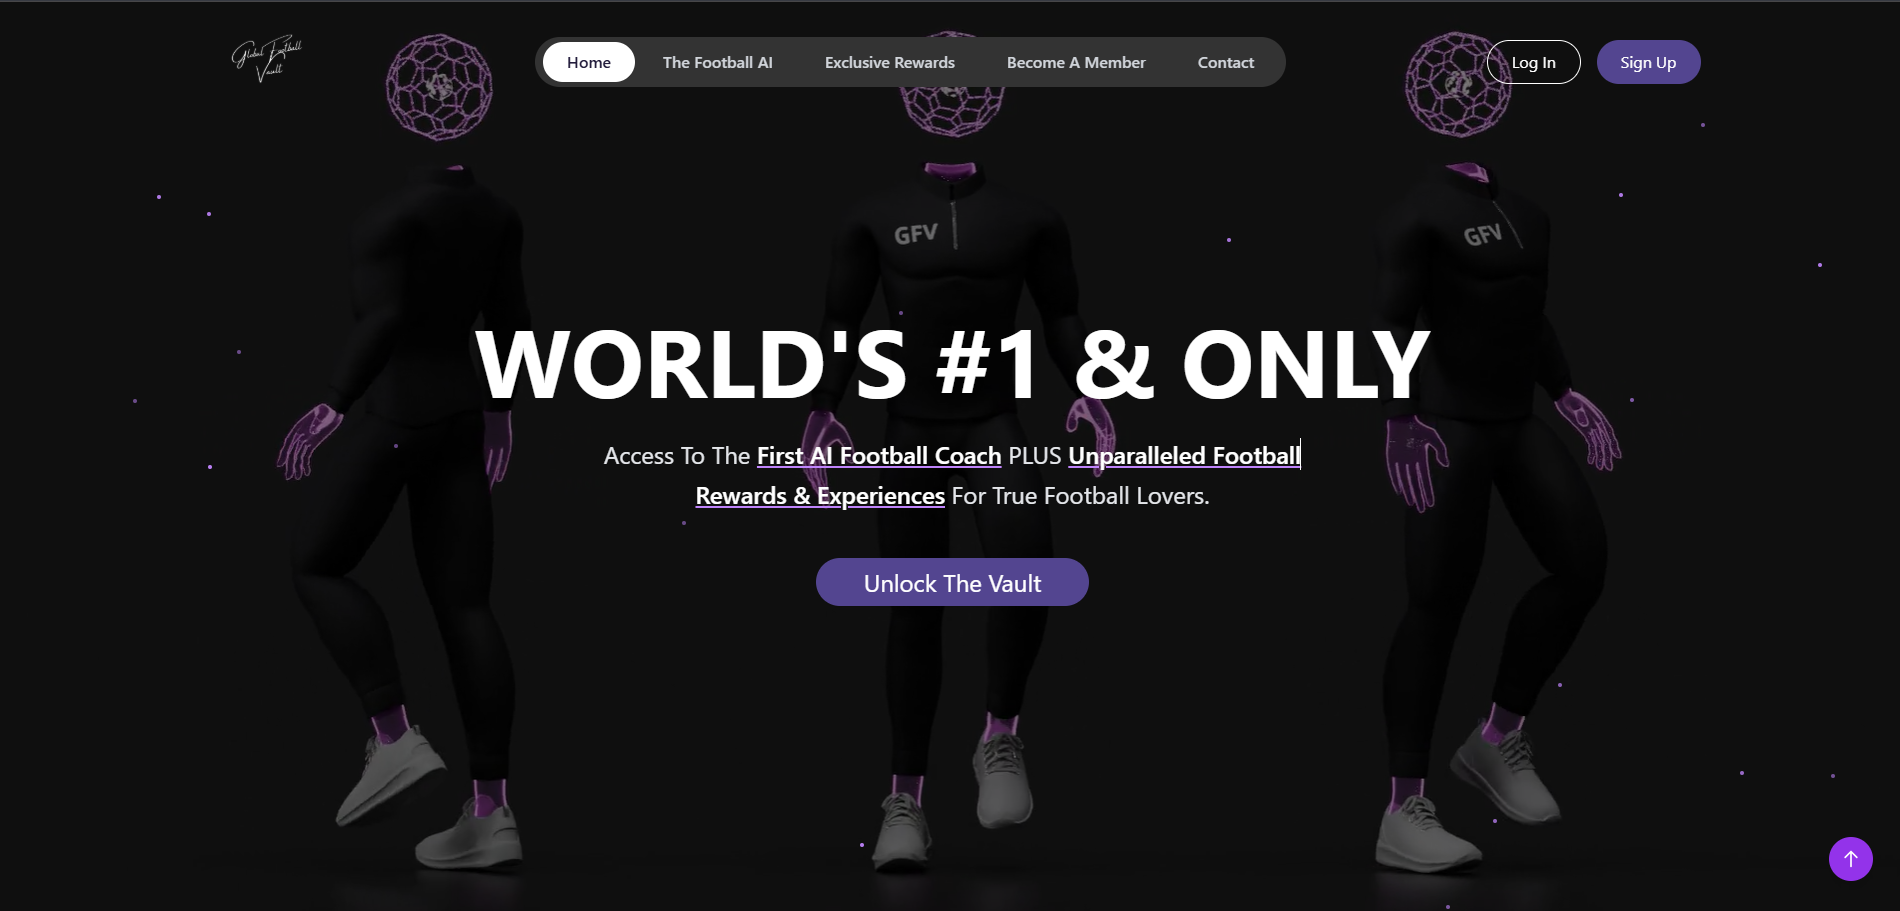 Global Football
Vault
Home
The Football AI
Exclusive Rewards
Become A Member
Contact
Log In
Sign Up
GFV
GFV
WORLD'S #1 & ONLY
Access To The First AI Football Coach PLUS Unparalleled Football
Rewards & Experiences For True Football Lovers.
Unlock The Vault